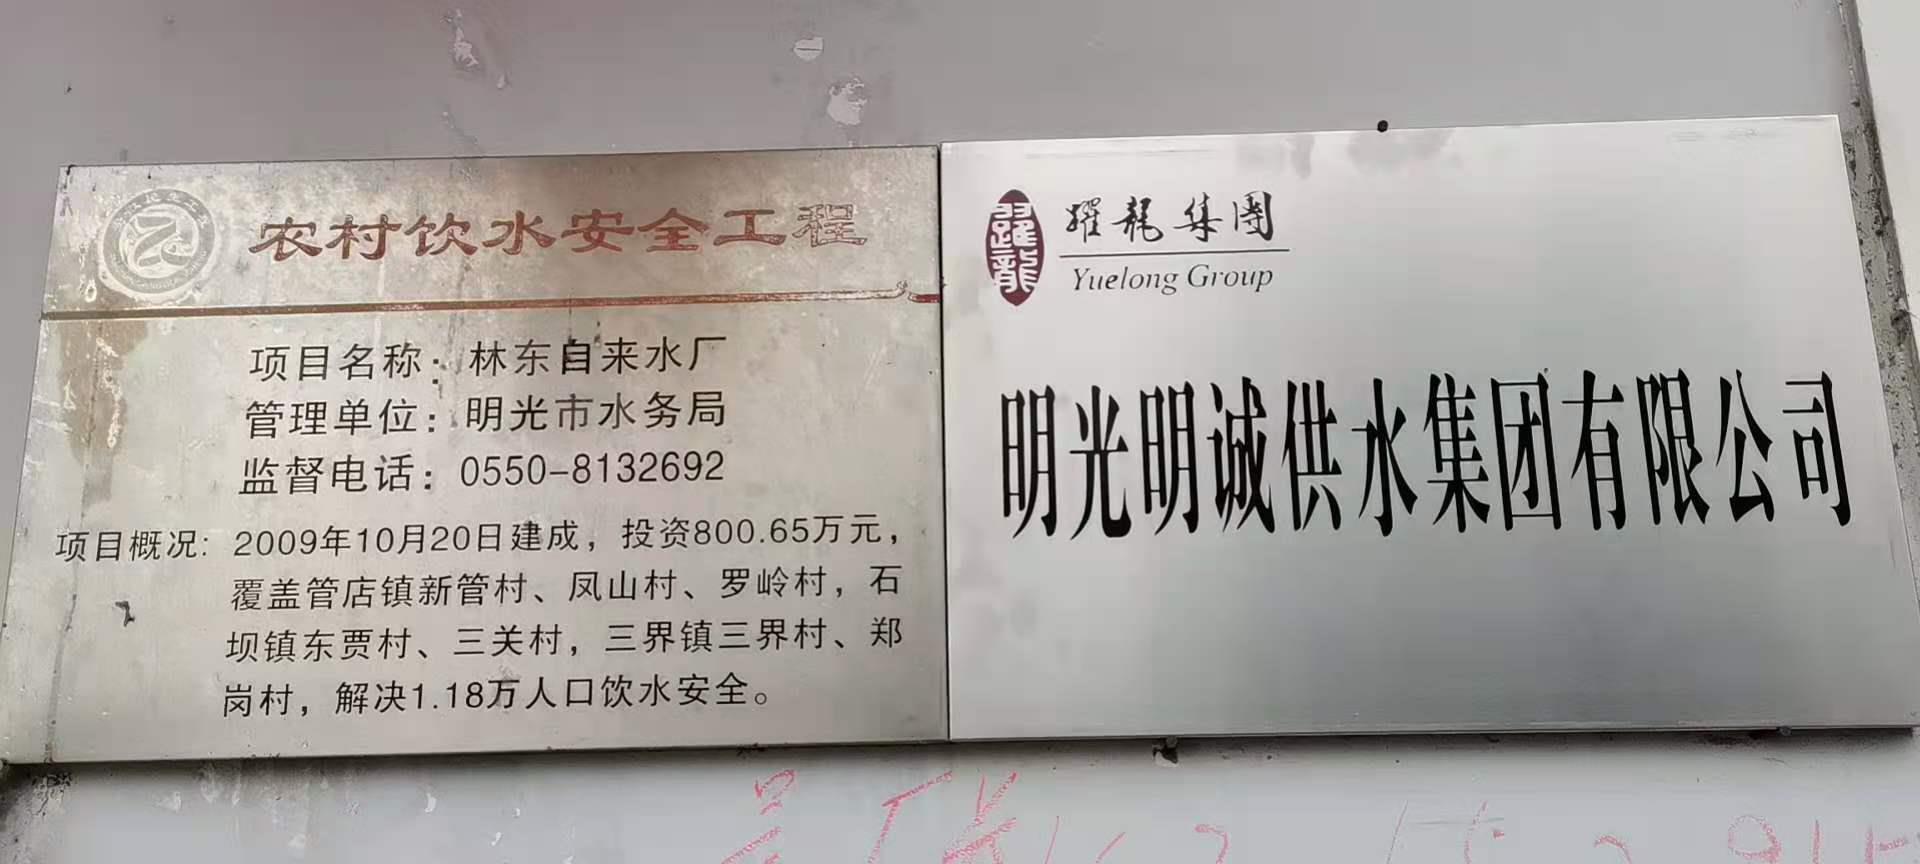 农村饮水安全工程
项目名称：林东自来水厂
管理单位：明光市水务局
监督电话：0550-8132692
项目概况：2009年10月20日建成，投资800.65万元，
覆盖管店镇新管村、凤山村、罗岭村，石
坝镇东贾村、三关村，三界镇三界村、郑
岗村，解决1.18万人口饮水安全。
耀龍
耀龍集團
Yuelong Group
明光明诚供水集团有限公司